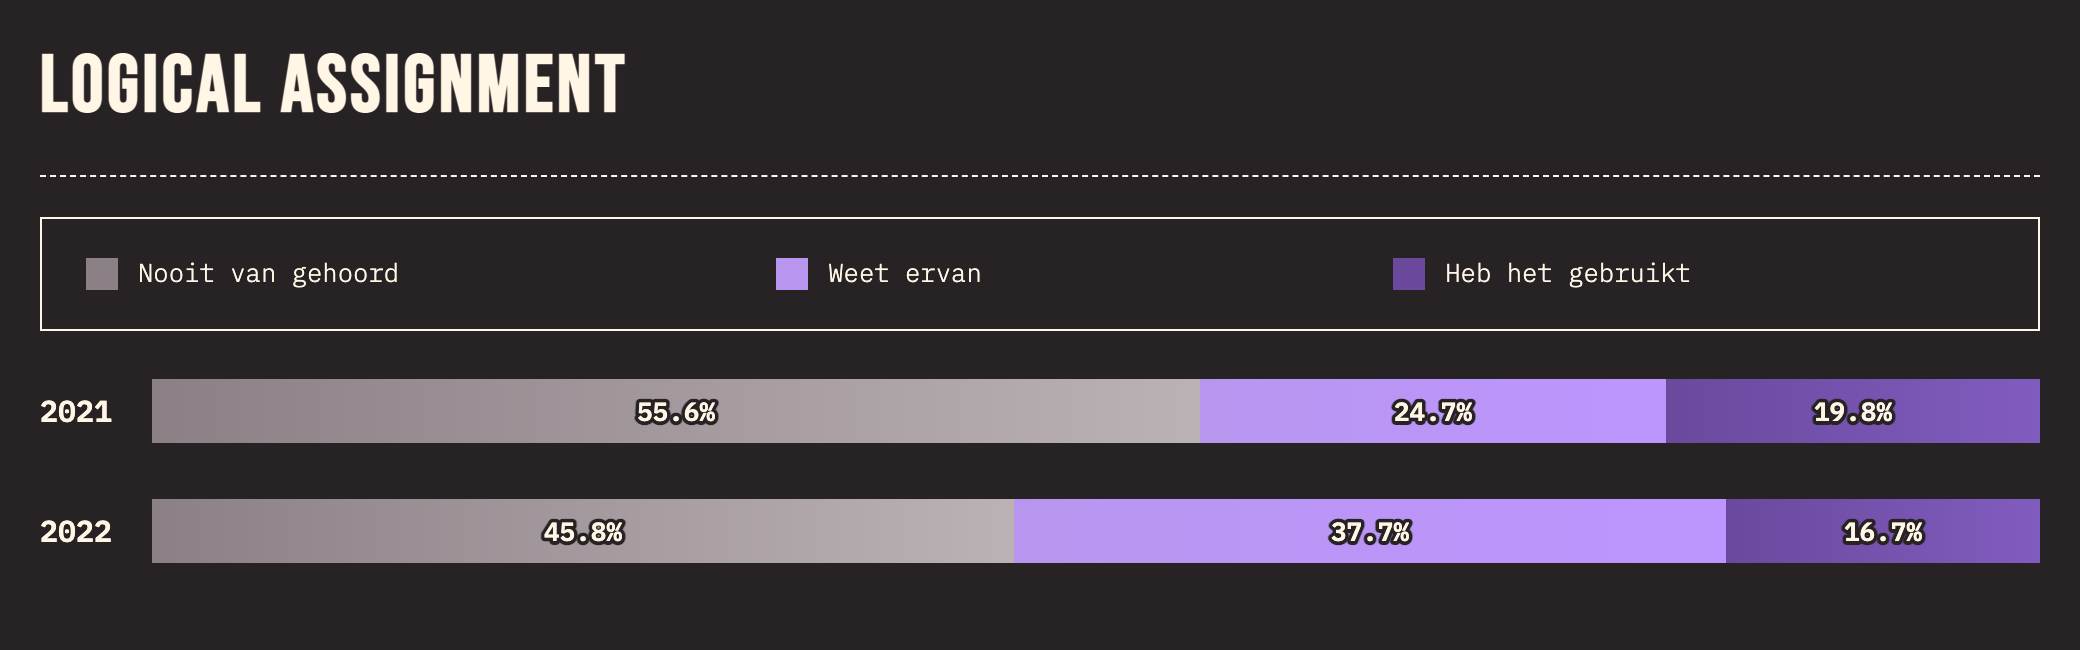 LOGICAL ASSIGNMENT
Nooit van gehoord
Weet ervan
Heb het gebruikt
2021 55.6% 24.7% 19.8%
2022 45.8% 37.7% 16.7%